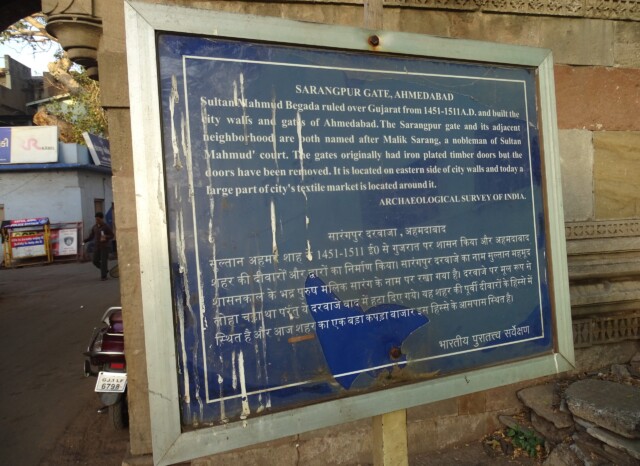 SARANGPUR GATE, AHMEDABAD
Sultan Mahmud Begada ruled over Gujarat from 1451-1511A.D. and built the
city walls and gates of Ahmedabad. The Sarangpur gate and its adjacent
neighborhood are both named after Malik Sarang, a nobleman of Sultan
Mahmud' court. The gates originally had iron plated timber doors but the
doors have been removed. It is located on eastern side of city walls and today a
large part of city's textile market is located around it.
ARCHAEOLOGICAL SURVEY OF INDIA.
सारंगपुर दरवाजा, अहमदाबाद
सुल्तान अहमद शाह 1451-1511 ई0 से गुजरात पर शासन किया और अहमदाबाद
शहर की दीवारों और द्वारों का निर्माण किया। सारंगपुर दरवाजे का नाम सुल्तान महमूद
शासनकाल के भद्र पुरुष मलिक सारंग के नाम पर रखा गया है। दरवाजे पर मूल रूप से
लोहा चढ़ा था परंतु ये दरवाजे बाद में हटा दिए गये। यह शहर की पूर्वी दीवारों के हिस्से में
स्थित है और आज शहर का एक बड़ा कपड़ा बाजार इस हिस्से के आसपास स्थित है।
भारतीय पुरातत्त्व सर्वेक्षण
6798